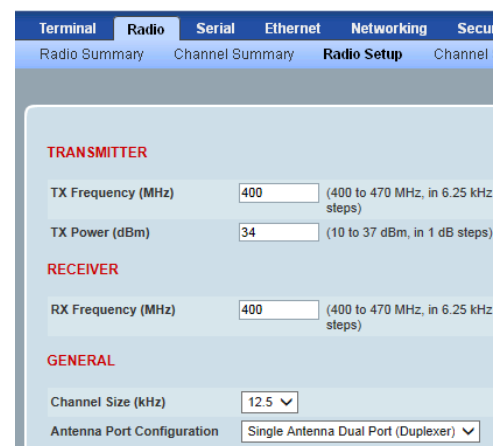 Terminal Radio Serial Ethernet Networking Secur
Radio Summary Channel Summary Radio Setup Channel
TRANSMITTER
TX Frequency (MHz) 400 (400 to 470 MHz, in 6.25 kHz
steps)
TX Power (dBm) 34 (10 to 37 dBm, in 1 dB steps)
RECEIVER
RX Frequency (MHz) 400 (400 to 470 MHz, in 6.25 kHz
steps)
GENERAL
Channel Size (kHz) 12.5
Antenna Port Configuration Single Antenna Dual Port (Duplexer)